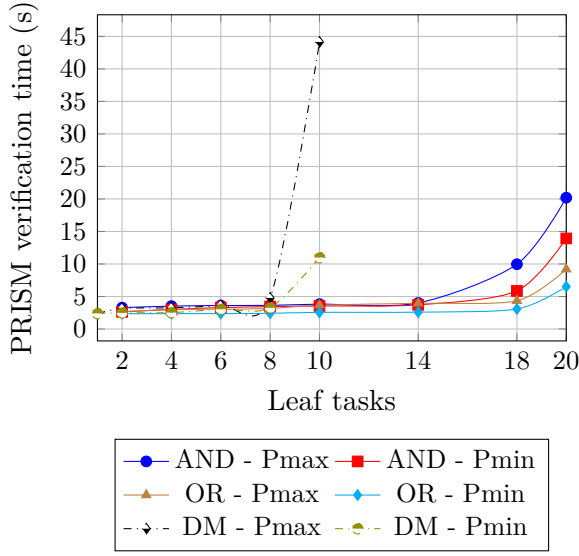 PRISM verification time (s)
45
40
35
30
25
20
15
10
5
0
2 4 6 8 10 14 18 20
Leaf tasks
AND - Pmax AND - Pmin
OR - Pmax OR - Pmin
DM - Pmax DM - Pmin